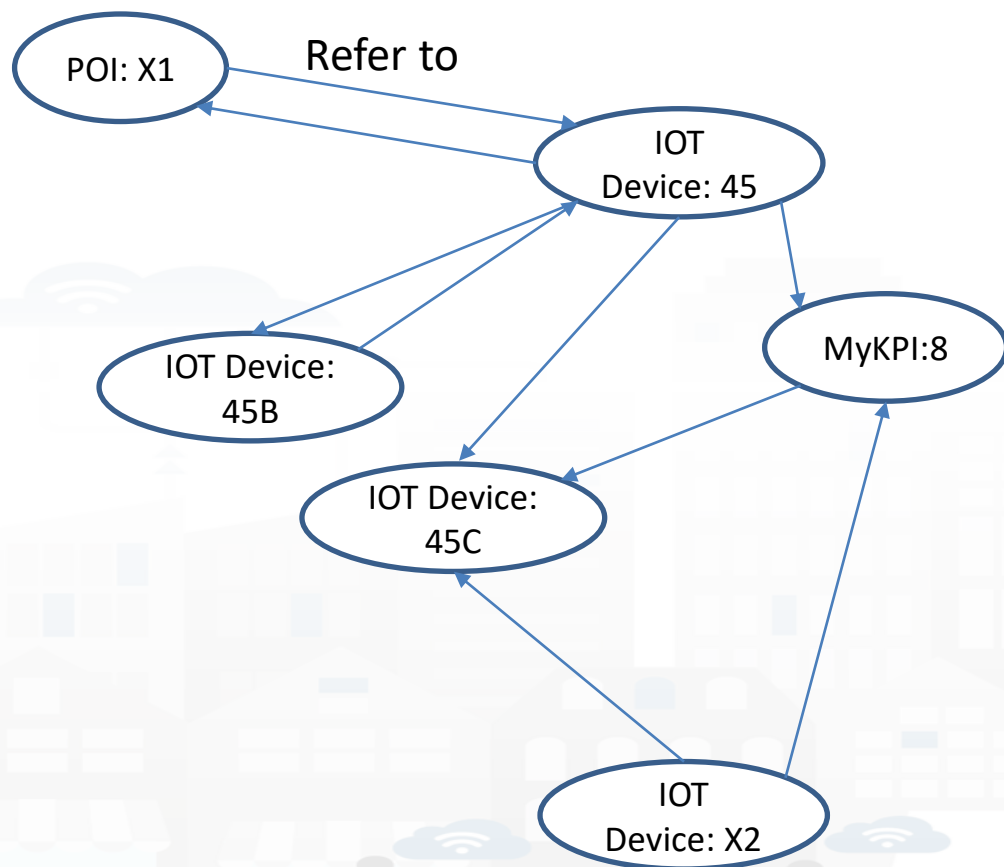 POI: X1
Refer to
IOT
Device: 45
IOT Device:
45B
MyKPI:8
IOT Device:
45C
IOT
Device: X2